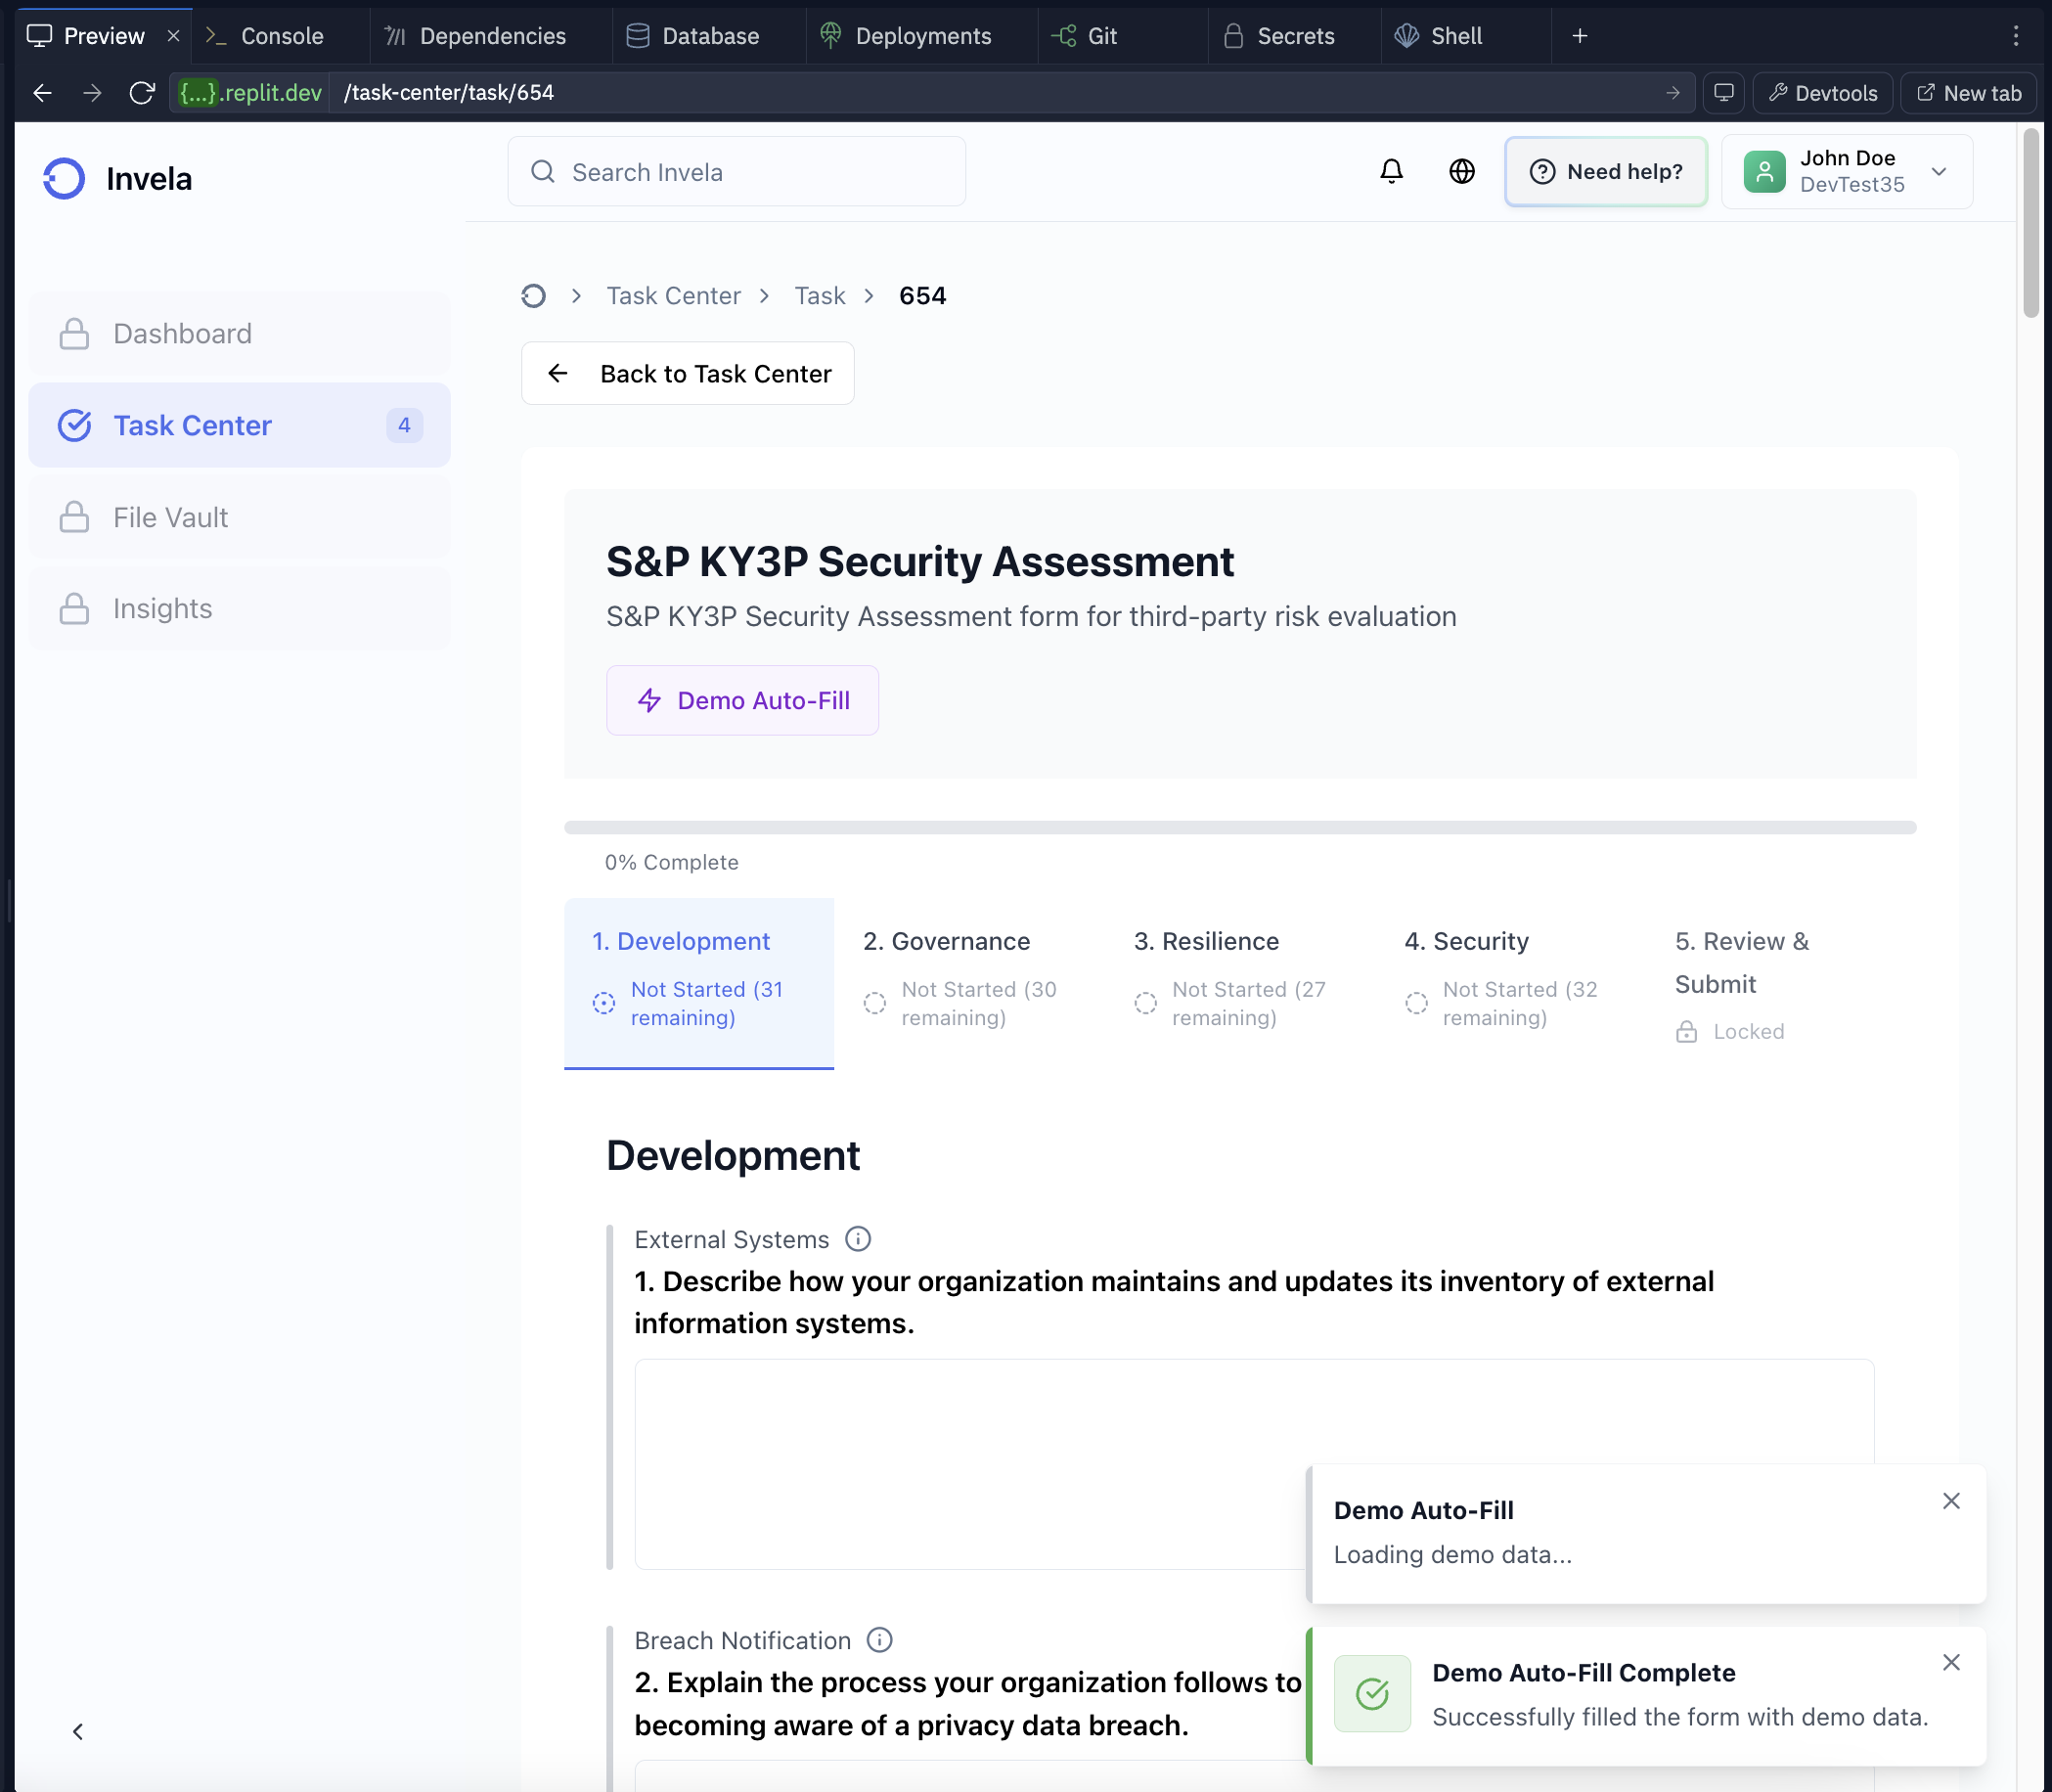 Preview
Console
Dependencies
Database
Deployments
Git
Secrets
Shell
{...}.replit.dev
/task-center/task/654
Devtools
New tab
Invela
Search Invela
Need help?
John Doe
DevTest35
Dashboard
Task Center
4
File Vault
Insights
Task Center
Task
654
Back to Task Center
S&P KY3P Security Assessment
S&P KY3P Security Assessment form for third-party risk evaluation
Demo Auto-Fill
0% Complete
1. Development
Not Started (31
remaining)
2. Governance
Not Started (30
remaining)
3. Resilience
Not Started (27
remaining)
4. Security
Not Started (32
remaining)
5. Review &
Submit
Locked
Development
External Systems
1. Describe how your organization maintains and updates its inventory of external
information systems.
Breach Notification
2. Explain the process your organization follows to
becoming aware of a privacy data breach.
Demo Auto-Fill
Loading demo data...
Demo Auto-Fill Complete
Successfully filled the form with demo data.